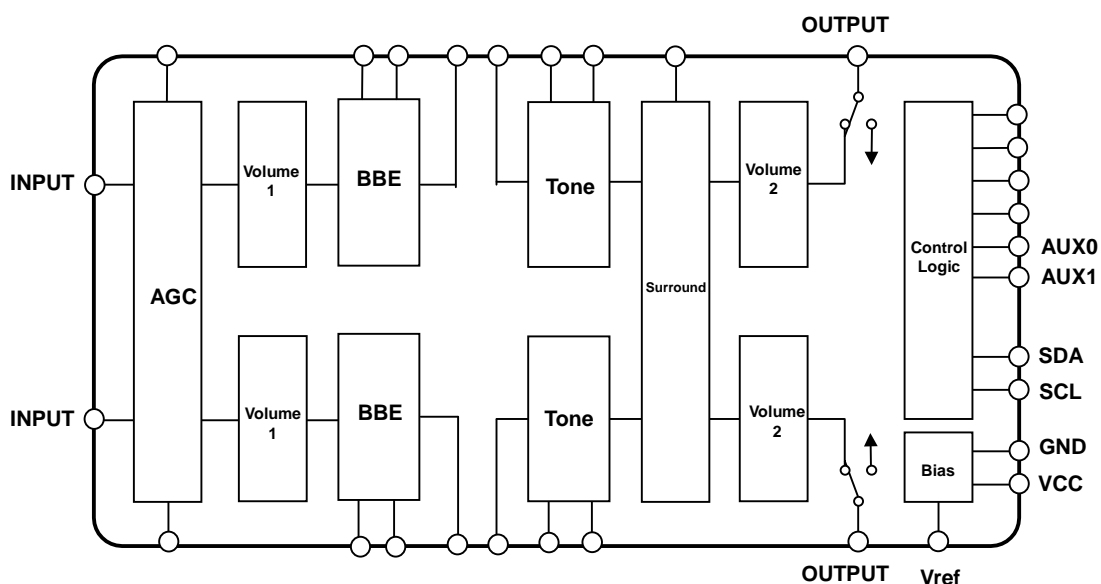 OUTPUT
INPUT
AGC
Volume
1
BBE
Tone
Surround
Volume
2
Control
Logic
AUX0
AUX1
SDA
SCL
INPUT
Volume
1
BBE
Tone
Volume
2
Bias
GND
VCC
OUTPUT
Vref